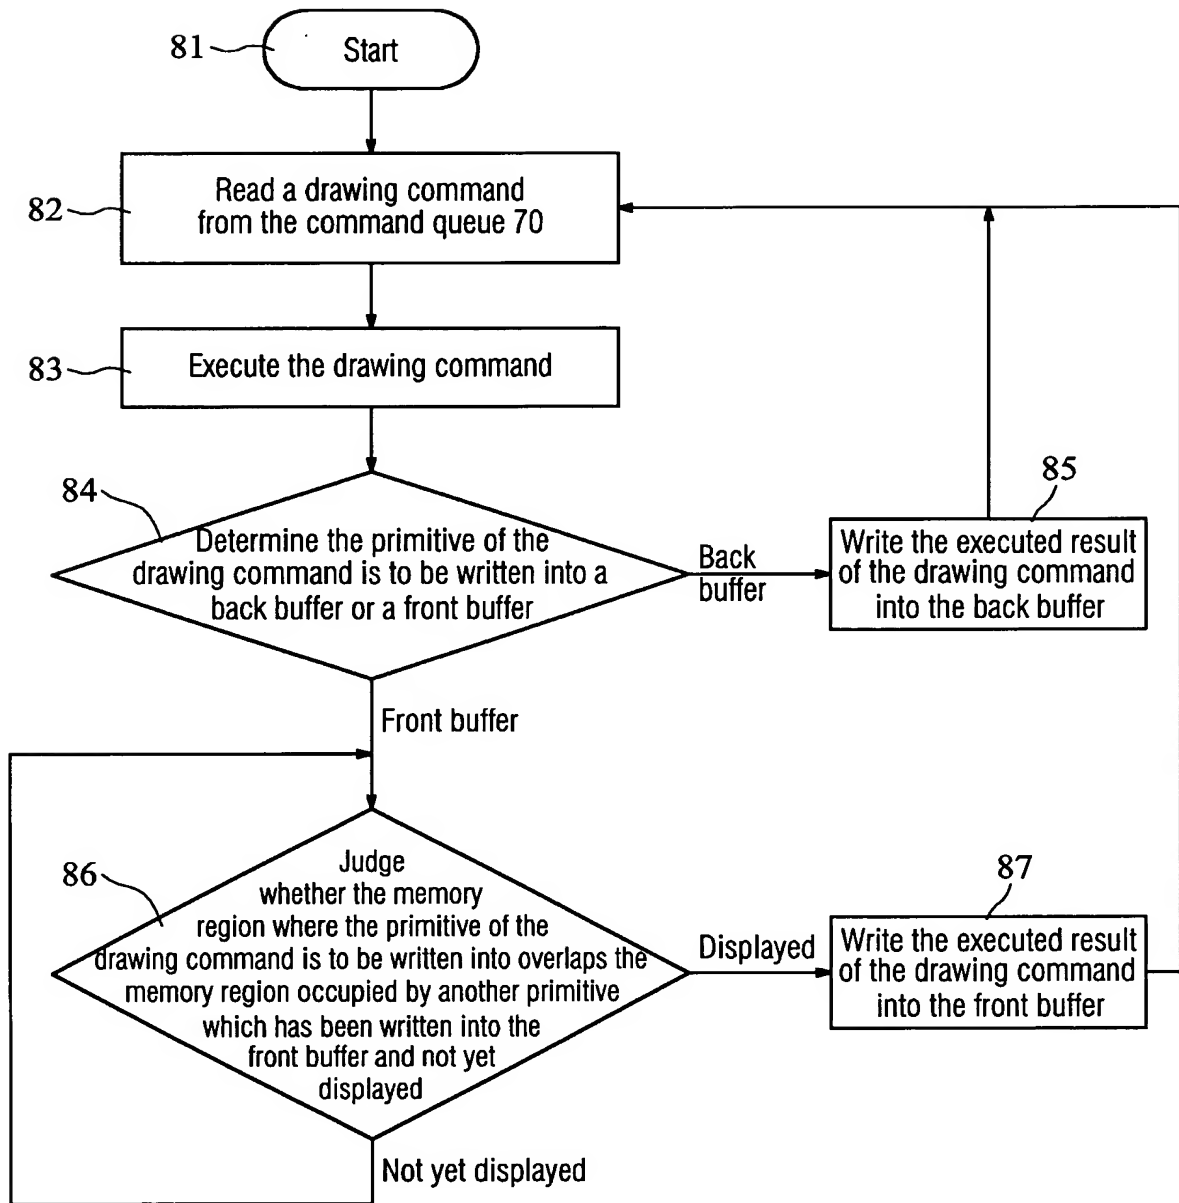 81
Start
82
Read a drawing command
from the command queue 70
83
Execute the drawing command
84
Determine the primitive of the
drawing command is to be written into a
back buffer or a front buffer
Back
buffer
85
Write the executed result
of the drawing command
into the back buffer
Front buffer
86
Judge
whether the memory
region where the primitive of the
drawing command is to be written into overlaps the
memory region occupied by another primitive
which has been written into the
front buffer and not yet
displayed
Displayed
87
Write the executed result
of the drawing command
into the front buffer
Not yet displayed